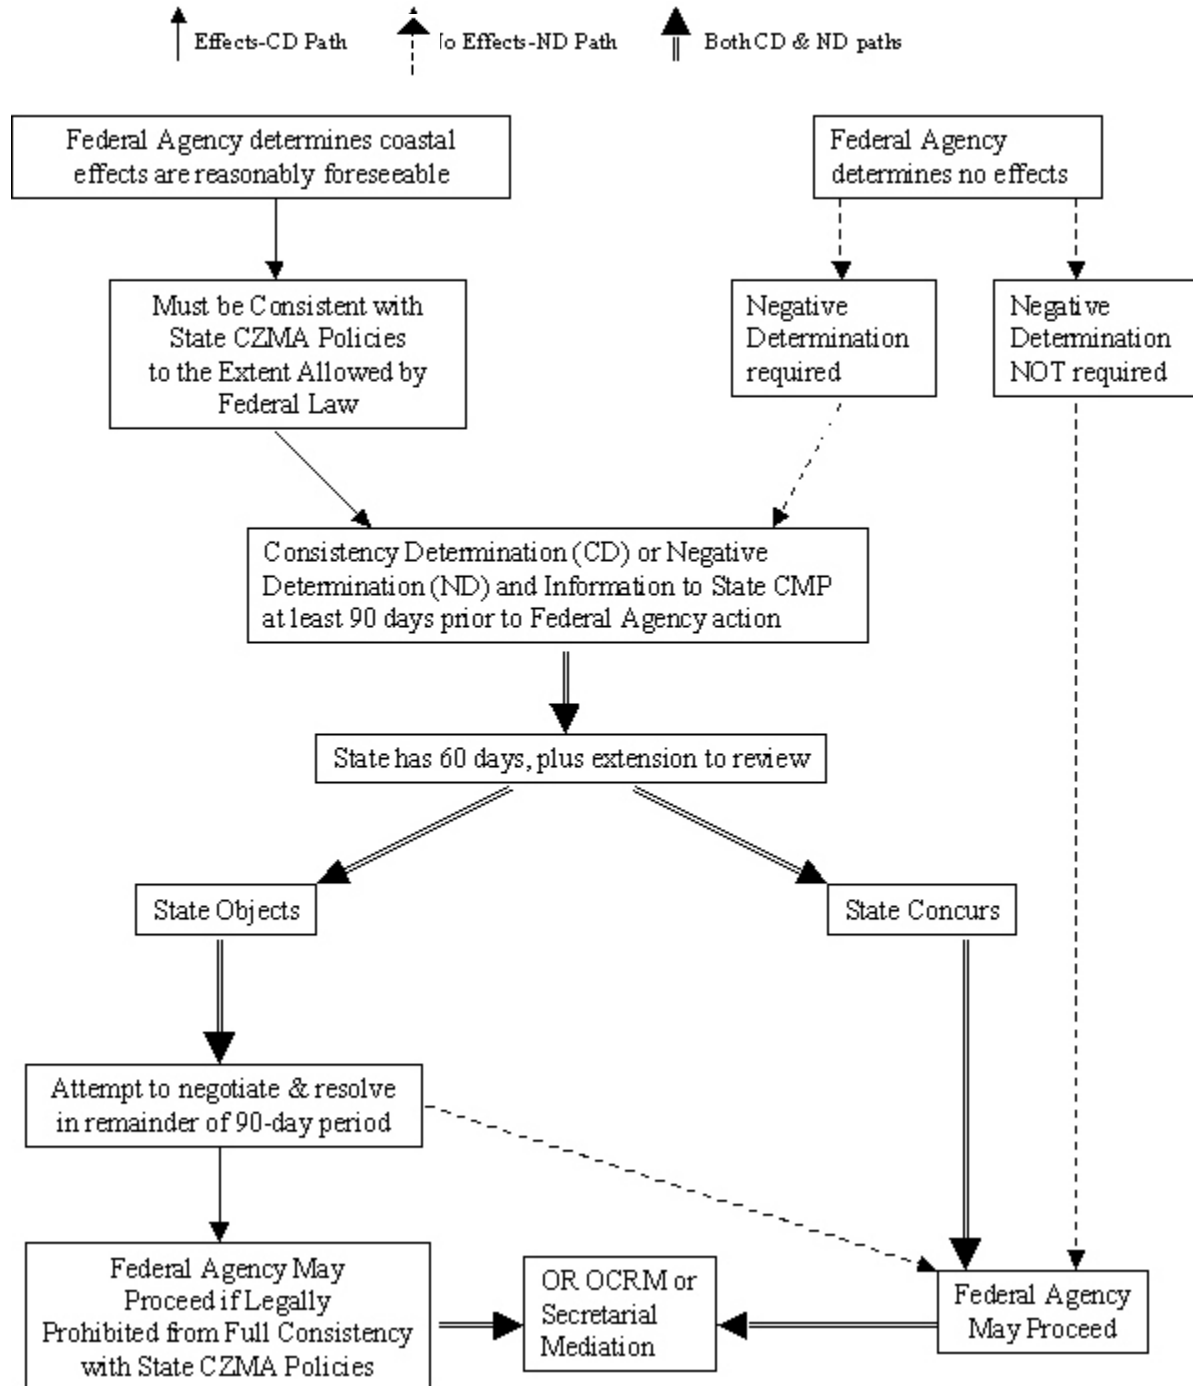 Effects-CD Path
o Effects-ND Path
Both CD & ND paths
Federal Agency determines coastal
effects are reasonably foreseeable
Federal Agency
determines no effects
Must be Consistent with
State CZMA Policies
to the Extent Allowed by
Federal Law
Negative
Determination
required
Negative
Determination
NOT required
Consistency Determination (CD) or Negative
Determination (ND) and Information to State CMP
at least 90 days prior to Federal Agency action
State has 60 days, plus extension to review
State Objects
State Concurs
Attempt to negotiate & resolve
in remainder of 90-day period
Federal Agency May
Proceed if Legally
Prohibited from Full Consistency
with State CZMA Policies
OR OCRM or
Secretarial
Mediation
Federal Agency
May Proceed